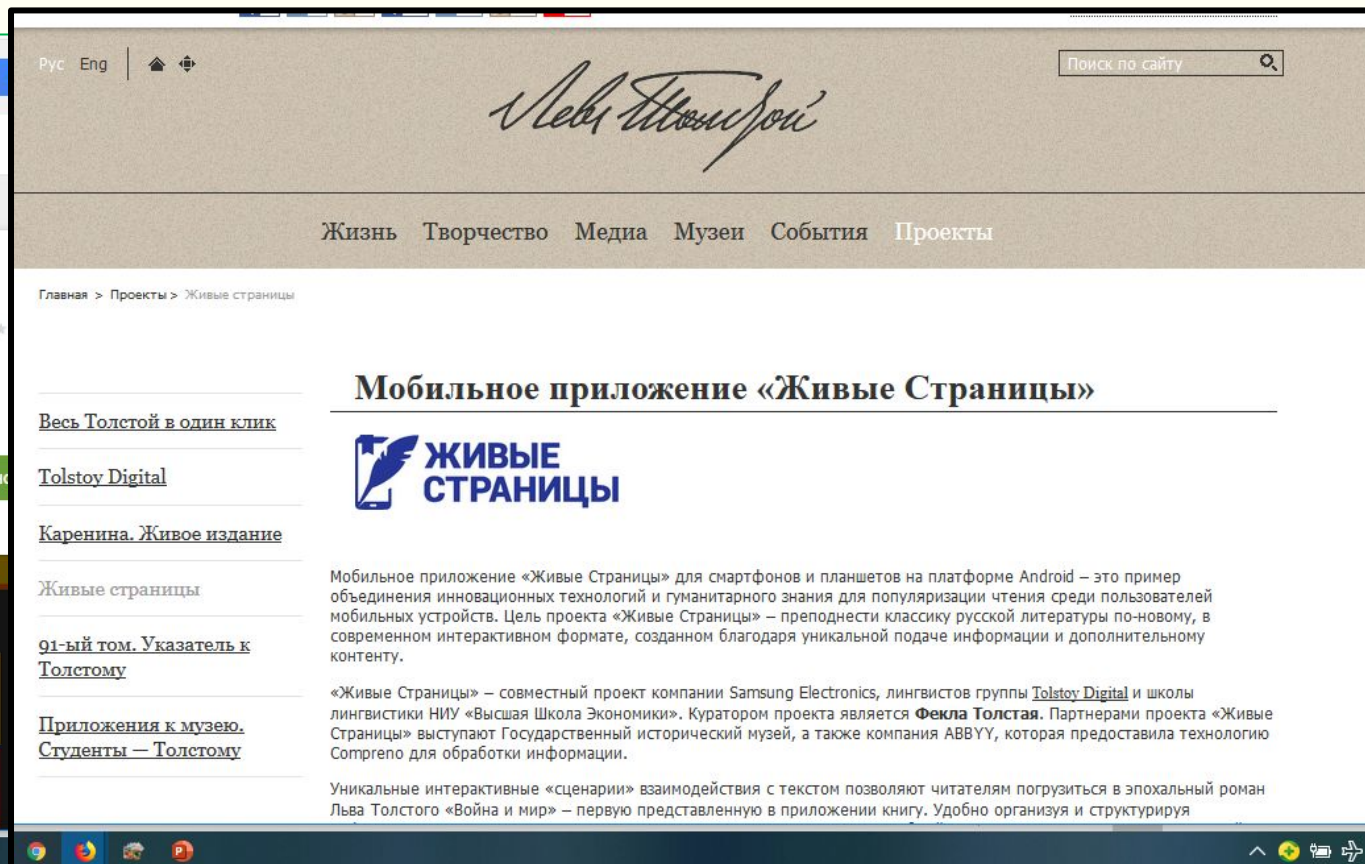 Рус Eng
Поиск по сайту
Левъ Толстой
Жизнь Творчество Медиа Музеи События Проекты
Главная > Проекты > Живые страницы
Весь Толстой в один клик
Tolstoy Digital
Каренина. Живое издание
Живые страницы
91-ый том. Указатель к
Толстому
Приложения к музею.
Студенты — Толстому
Мобильное приложение «Живые Страницы»
ЖИВЫЕ
СТРАНИЦЫ
Мобильное приложение «Живые Страницы» для смартфонов и планшетов на платформе Android – это пример
объединения инновационных технологий и гуманитарного знания для популяризации чтения среди пользователей
мобильных устройств. Цель проекта «Живые Страницы» – преподнести классику русской литературы по-новому, в
современном интерактивном формате, созданном благодаря уникальной подаче информации и дополнительному
контенту.
«Живые Страницы» – совместный проект компании Samsung Electronics, лингвистов группы Tolstoy Digital и школы
лингвистики НИУ «Высшая Школа Экономики». Куратором проекта является Фекла Толстая. Партнерами проекта «Живые
Страницы» выступают Государственный исторический музей, а также компания ABBYY, которая предоставила технологию
Compreno для обработки информации.
Уникальные интерактивные «сценарии» взаимодействия с текстом позволяют читателям погрузиться в эпохальный роман
Льва Толстого «Война и мир» – первую представленную в приложении книгу. Удобно организуя и структурируя